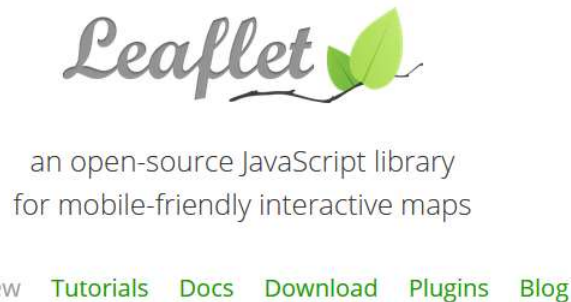 Leaflet
an open-source JavaScript library
for mobile-friendly interactive maps
Tutorials Docs Download Plugins Blog